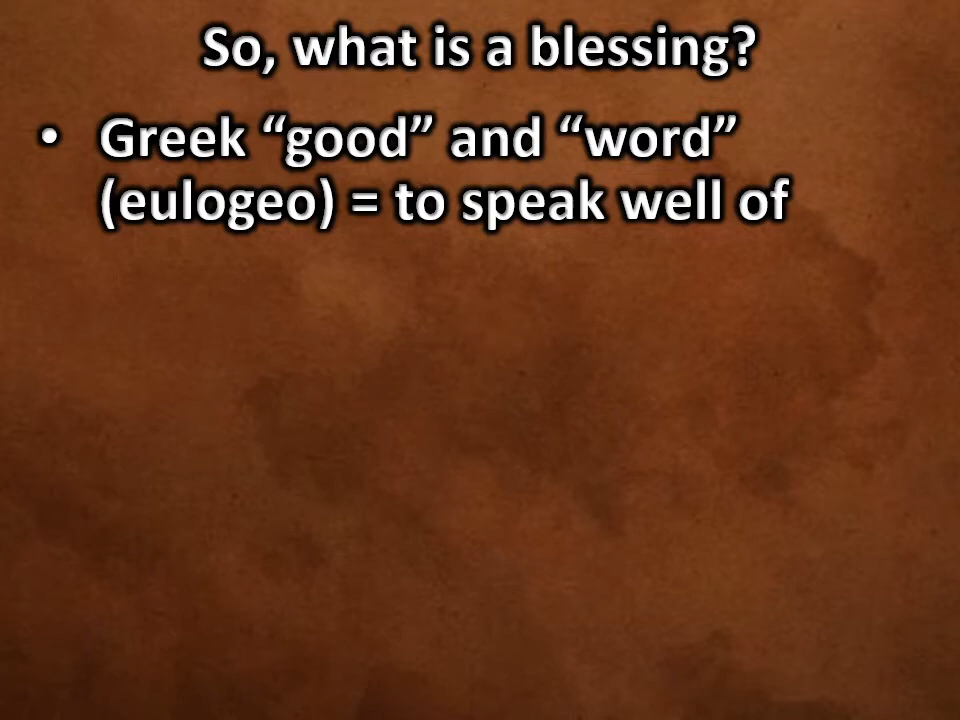 So, what is a blessing?
• Greek “good” and “word”
(eulogeo) = to speak well of